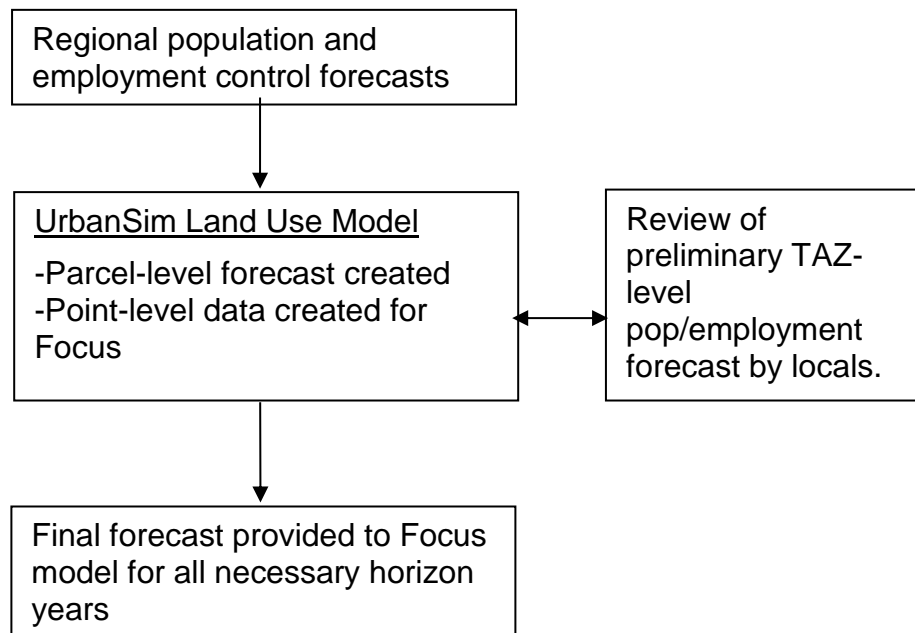 Regional population and
employment control forecasts
UrbanSim Land Use Model
-Parcel-level forecast created
-Point-level data created for
Focus
Review of
preliminary TAZ-
level
pop/employment
forecast by locals.
Final forecast provided to Focus
model for all necessary horizon
years